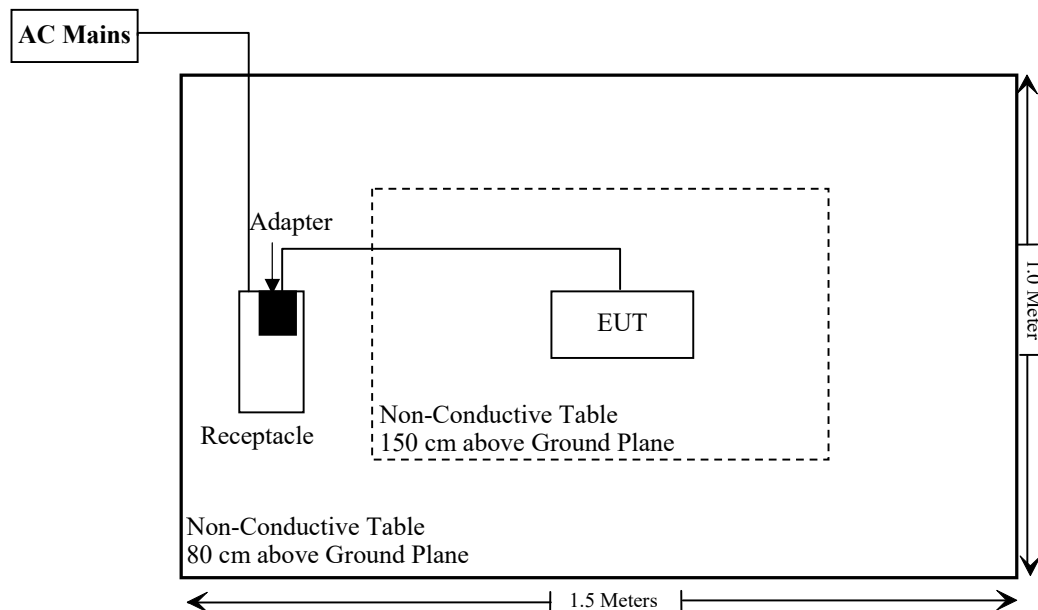 AC Mains
Adapter
EUT
Receptacle
Non-Conductive Table
150 cm above Ground Plane
Non-Conductive Table
80 cm above Ground Plane
1.0 Meter
1.5 Meters